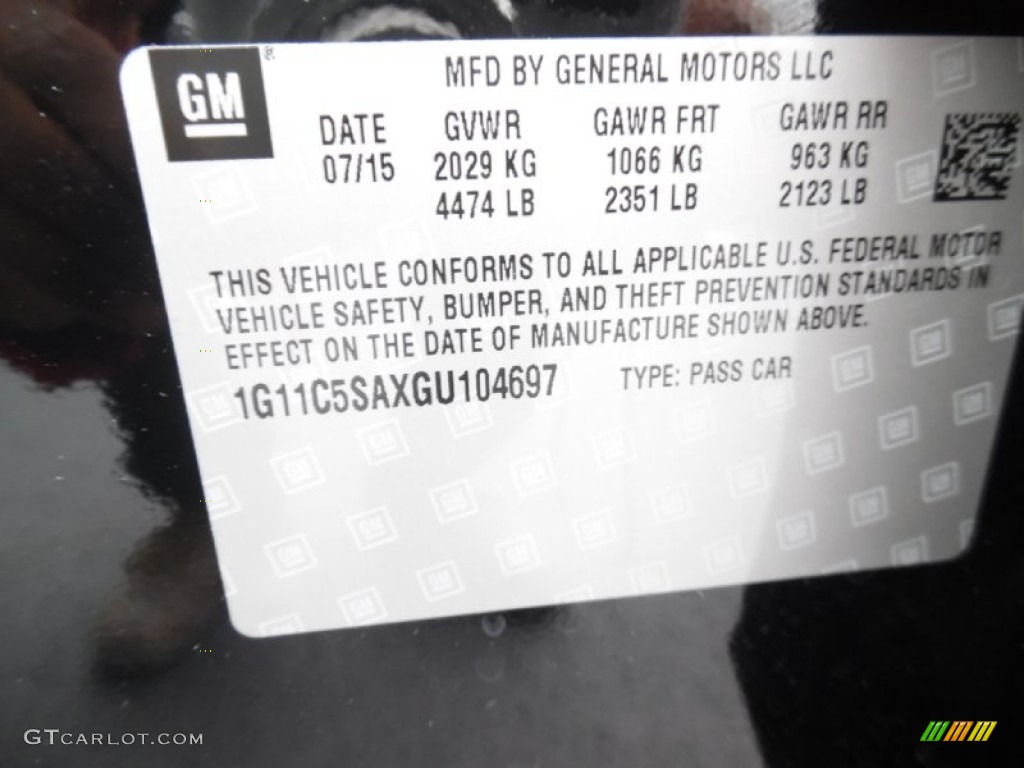 GM
MFD BY GENERAL MOTORS LLC
DATE GVWR GAWR FRT GAWR RR
07/15 2029 KG 1066 KG 963 KG
4474 LB 2351 LB 2123 LB
THIS VEHICLE CONFORMS TO ALL APPLICABLE U.S. FEDERAL MOTOR
VEHICLE SAFETY, BUMPER, AND THEFT PREVENTION STANDARDS IN
EFFECT ON THE DATE OF MANUFACTURE SHOWN ABOVE.
1G11C5SAXGU104697 TYPE: PASS CAR
GTCARLOT.COM